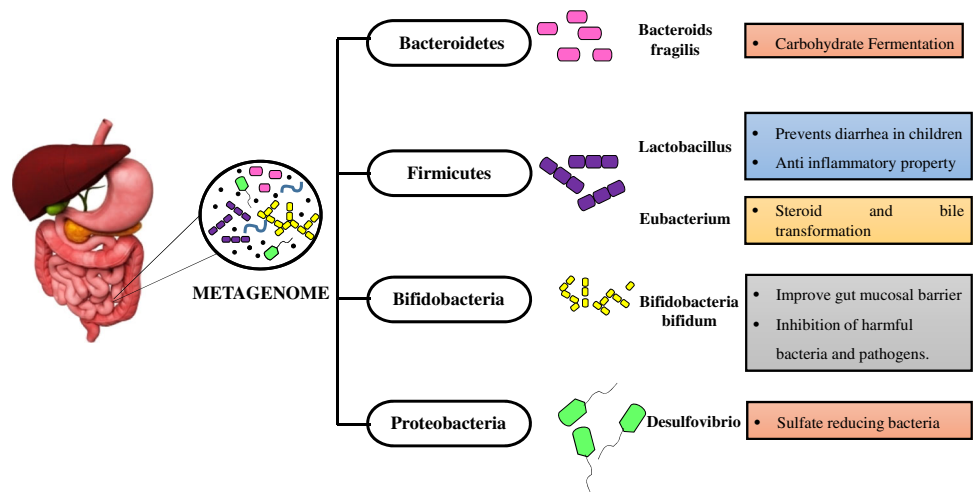 Bacteroidetes
Bacteroids
fragilis
• Carbohydrate Fermentation
Firmicutes
Lactobacillus
• Prevents diarrhea in children
• Anti inflammatory property
Eubacterium
• Steroid and bile
transformation
METAGENOME
Bifidobacteria
Bifidobacteria
bifidum
• Improve gut mucosal barrier
• Inhibition of harmful
bacteria and pathogens.
Proteobacteria
Desulfovibrio
• Sulfate reducing bacteria